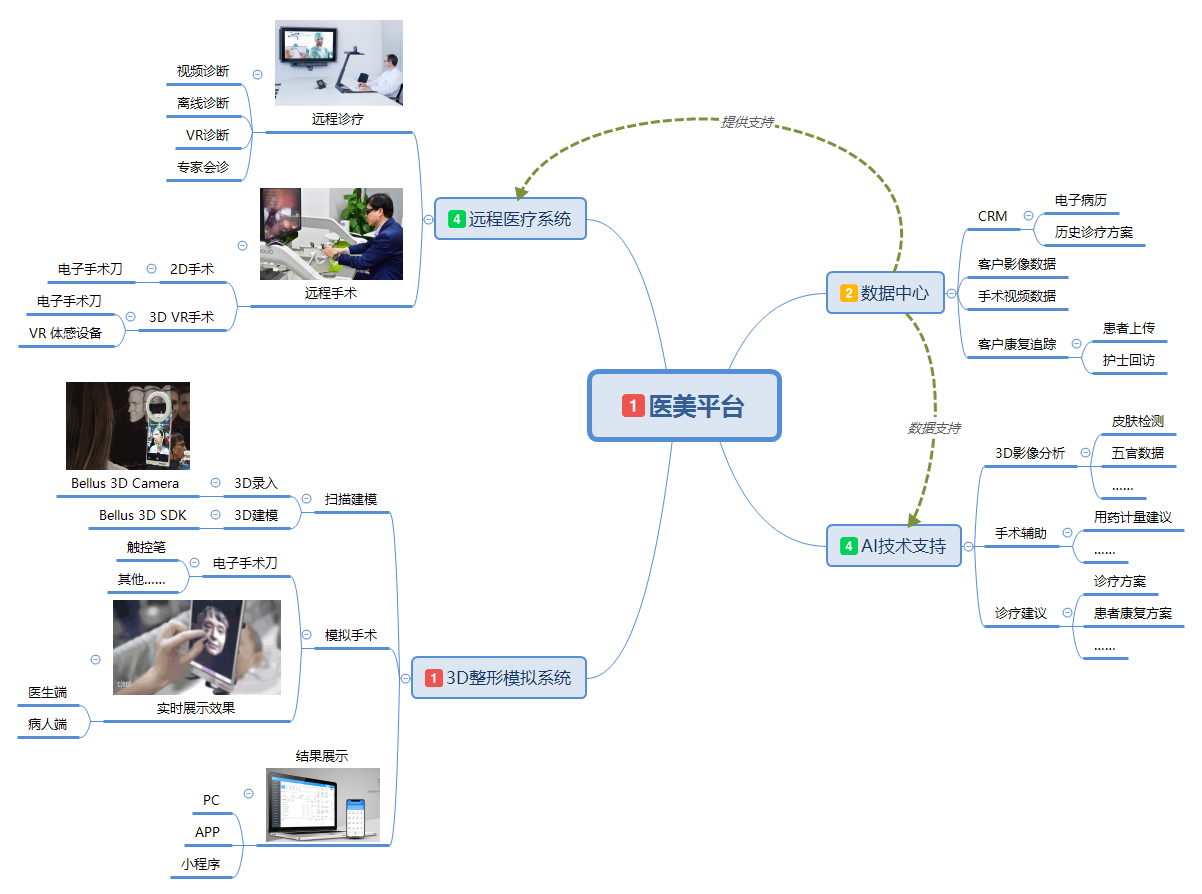 1 医美平台
提供支持
数据支持
2 数据中心
CRM
电子病历
历史诊疗方案
客户影像数据
手术视频数据
客户康复追踪
患者上传
护士回访
4 AI技术支持
3D影像分析
皮肤检测
五官数据
......
手术辅助
用药计量建议
......
诊疗建议
诊疗方案
患者康复方案
......
4 远程医疗系统
远程诊疗
视频诊断
离线诊断
VR诊断
专家会诊
远程手术
2D手术
电子手术刀
3D VR手术
电子手术刀
VR 体感设备
1 3D整形模拟系统
扫描建模
3D录入
Bellus 3D Camera
3D建模
Bellus 3D SDK
模拟手术
电子手术刀
触控笔
其他......
实时展示效果
医生端
病人端
结果展示
PC
APP
小程序